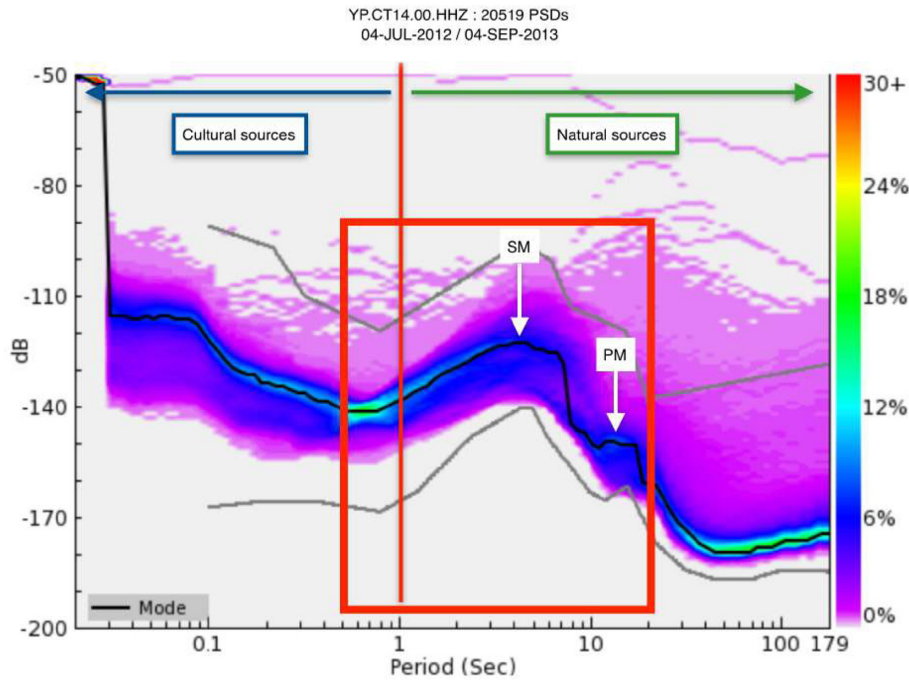 YP.CT14.00.HHZ : 20519 PSDs
04-JUL-2012 / 04-SEP-2013
-50
-80
-110
-140
-170
-200
dB
Cultural sources
Natural sources
SM
PM
Mode
0.1
1
10
100
179
Period (Sec)
30+
24%
18%
12%
6%
0%